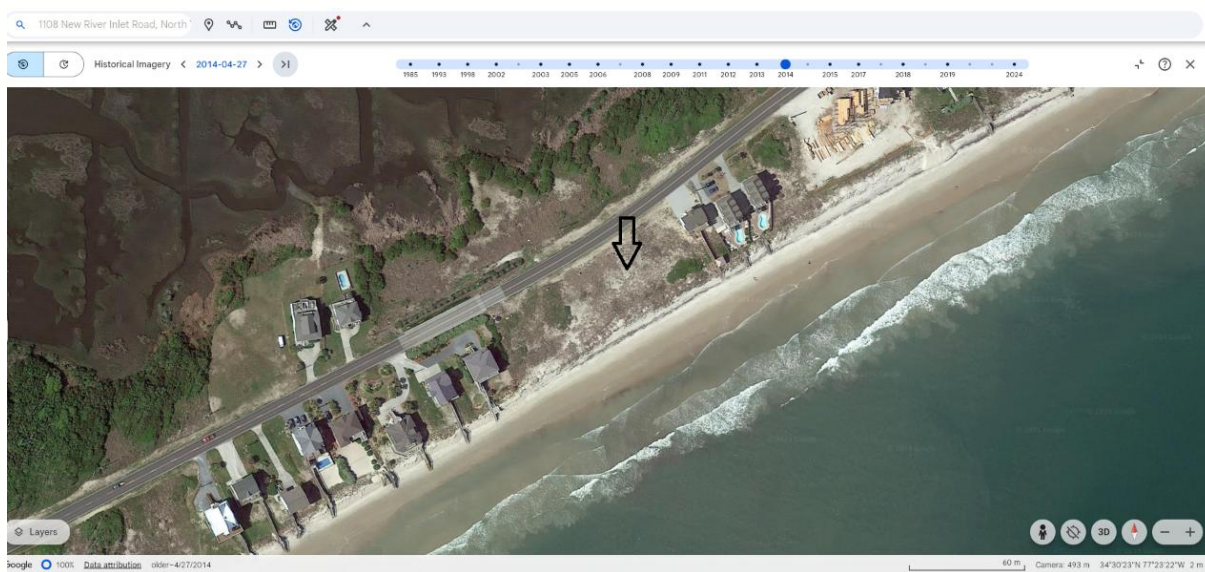 1108 New River Inlet Road, North
Historical Imagery 2014-04-27
1985 1993 1998 2002 2003 2005 2006 2008 2009 2011 2012 2013 2014 2015 2017 2018 2019 2024
Layers
3D
Google 100% Data attribution older-4/27/2014 60 m Camera: 493 m 34°30'23"N 77°23'22"W 2 m